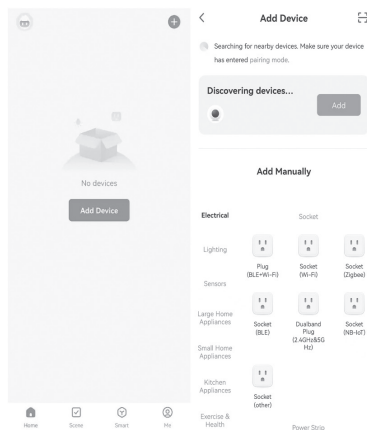 No devices
Add Device
Home
Scene
Smart
Me
Add Device
Searching for nearby devices. Make sure your device
has entered pairing mode.
Discovering devices...
Add
Add Manually
Electrical
Socket
Lighting
Plug
(BLE+Wi-Fi)
Socket
(Wi-Fi)
Socket
(Zigbee)
Sensors
Large Home
Appliances
Socket
(BLE)
Dualband
Plug
(2.4GHz&5G
Hz)
Socket
(NB-IoT)
Small Home
Appliances
Kitchen
Appliances
Socket
(other)
Exercise &
Health
Power Strip